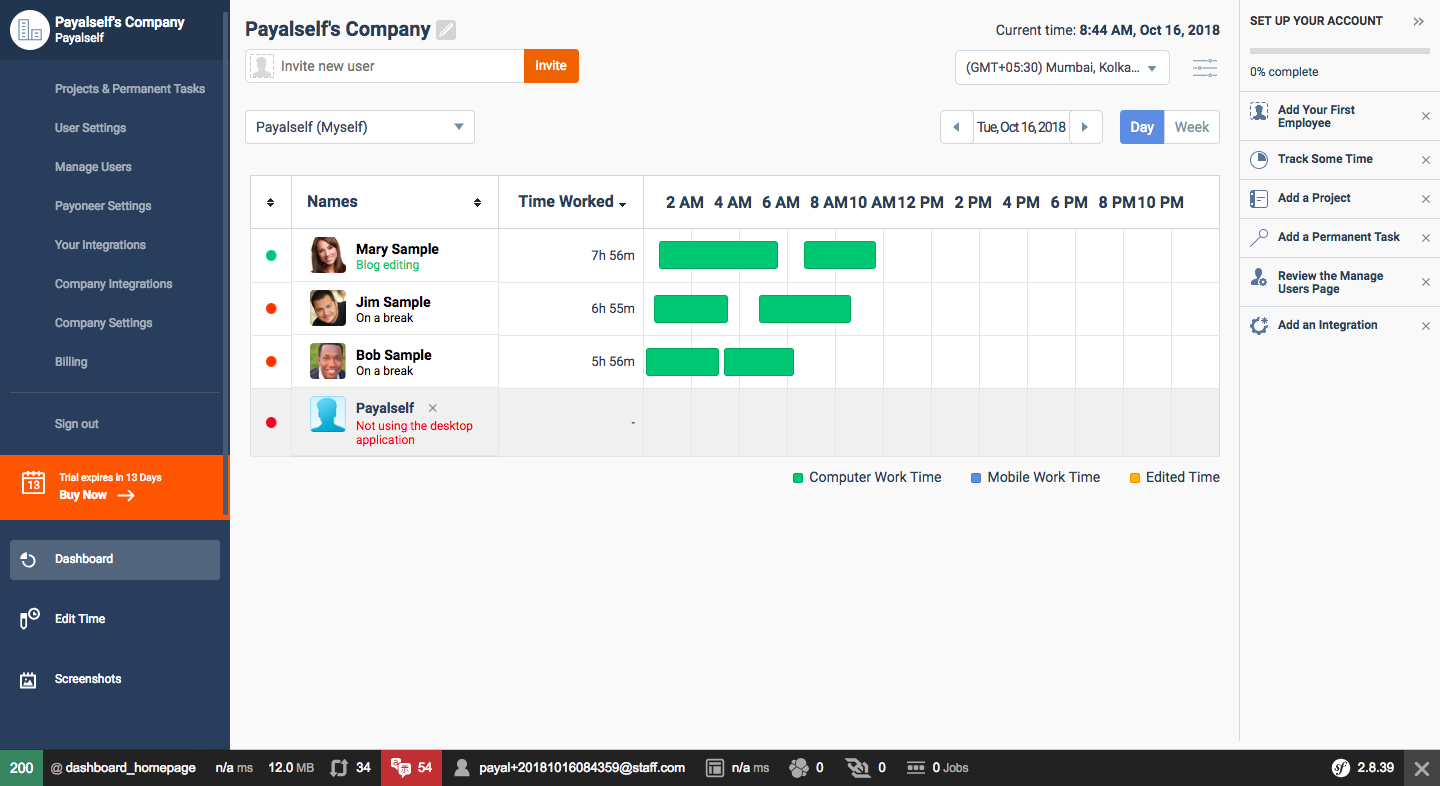 Payalself's Company
Payalself
Projects & Permanent Tasks
User Settings
Manage Users
Payoneer Settings
Your Integrations
Company Integrations
Company Settings
Billing
Sign out
13
Trial expires in 13 Days
Buy Now
Dashboard
Edit Time
Screenshots
Payalself's Company
Current time: 8:44 AM, Oct 16, 2018
Invite new user
Invite
(GMT+05:30) Mumbai, Kolka...
Payalself (Myself)
Tue, Oct 16, 2018
Day
Week
Names
Time Worked
2 AM 4 AM 6 AM 8 AM 10 AM 12 PM 2 PM 4 PM 6 PM 8 PM 10 PM
Mary Sample
Blog editing
7h 56m
Jim Sample
On a break
6h 55m
Bob Sample
On a break
5h 56m
Payalself
Not using the desktop
application
-
Computer Work Time
Mobile Work Time
Edited Time
SET UP YOUR ACCOUNT
0% complete
Add Your First
Employee
Track Some Time
Add a Project
Add a Permanent Task
Review the Manage
Users Page
Add an Integration
200 @ dashboard_homepage n/a ms 12.0 MB 34 54 payal+20181016084359@staff.com n/a ms 0 0 0 Jobs sf 2.8.39